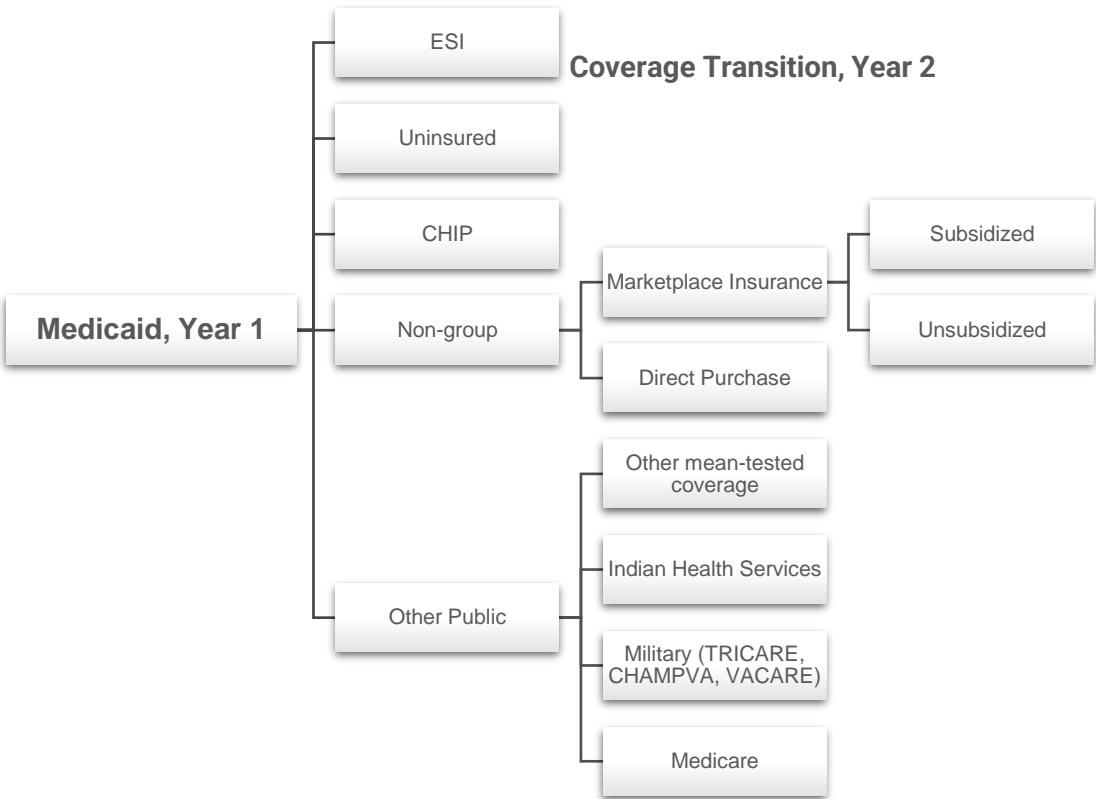 ESI
Coverage Transition, Year 2
Uninsured
CHIP
Medicaid, Year 1
Non-group
Marketplace Insurance
Subsidized
Unsubsidized
Direct Purchase
Other Public
Other mean-tested
coverage
Indian Health Services
Military (TRICARE,
CHAMPVA, VACARE)
Medicare